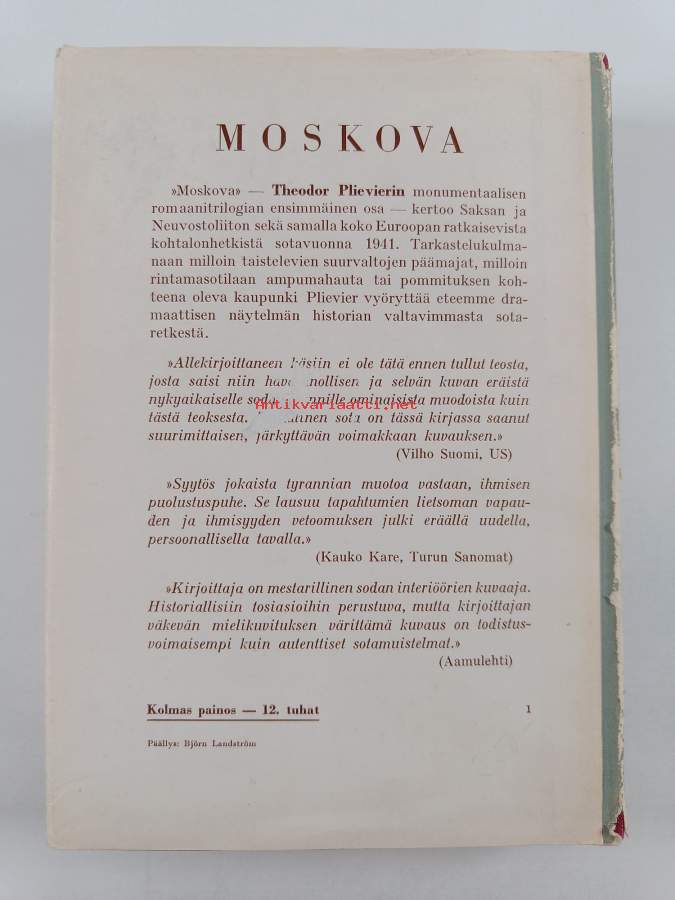 MOSKOVA
»Moskova» — Theodor Plievierin monumentaalisen
romaanitrilogian ensimmäinen osa — kertoo Saksan ja
Neuvostoliiton sekä samalla koko Euroopan ratkaisevista
kohtalonhetkistä sotavuonna 1941. Tarkastelukulma-
naan milloin taistelevien suurvaltojen päämajat, milloin
rintamasotilaan ampumahauta tai pommituksen koh-
teena oleva kaupunki Plievier vyöryttää eteemme dra-
maattisen näytelmän historian valtavimmasta sota-
retkestä.
»Allekirjoittaneen käsiin ei ole tätä ennen tullut teosta,
josta saisi niin ja selvän kuvan eräistä
nykyaikaiselle ominaisista muodoista kuin
antikvariaatti.net
tästä teoksesta. sota on tässä kirjassa saanut
suurimittaisen, järkyttävän voimakkaan kuvauksen.»
(Vilho Suomi, US)
»Syytös jokaista tyrannian muotoa vastaan, ihmisen
puolustuspuhe. Se lausuu tapahtumien lietsoman vapau-
den ja ihmisyyden vetoomuksen julki eräällä uudella,
persoonallisella tavalla.»
(Kauko Kare, Turun Sanomat)
»Kirjoittaja on mestarillinen sodan interiöörien kuvaaja.
Historiallisiin tosiasioihin perustuva, mutta kirjoittajan
väkevän mielikuvituksen värittämä kuvaus on todistus-
voimaisempi kuin autenttiset sotamuistelmat.»
(Aamulehti)
Kolmas painos — 12. tuhat 1
Päällys: Björn Landström